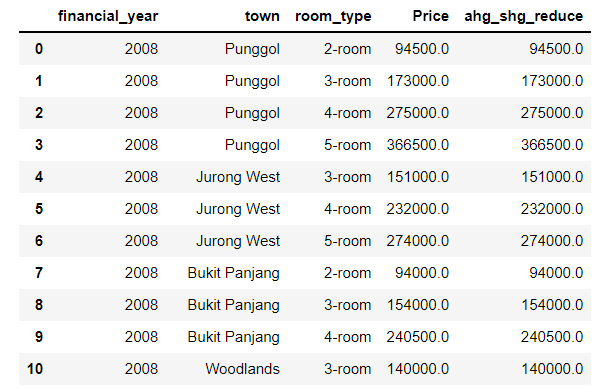 financial_year town room_type Price ahg_shg_reduce
0 2008 Punggol 2-room 94500.0 94500.0
1 2008 Punggol 3-room 173000.0 173000.0
2 2008 Punggol 4-room 275000.0 275000.0
3 2008 Punggol 5-room 366500.0 366500.0
4 2008 Jurong West 3-room 151000.0 151000.0
5 2008 Jurong West 4-room 232000.0 232000.0
6 2008 Jurong West 5-room 274000.0 274000.0
7 2008 Bukit Panjang 2-room 94000.0 94000.0
8 2008 Bukit Panjang 3-room 154000.0 154000.0
9 2008 Bukit Panjang 4-room 240500.0 240500.0
10 2008 Woodlands 3-room 140000.0 140000.0